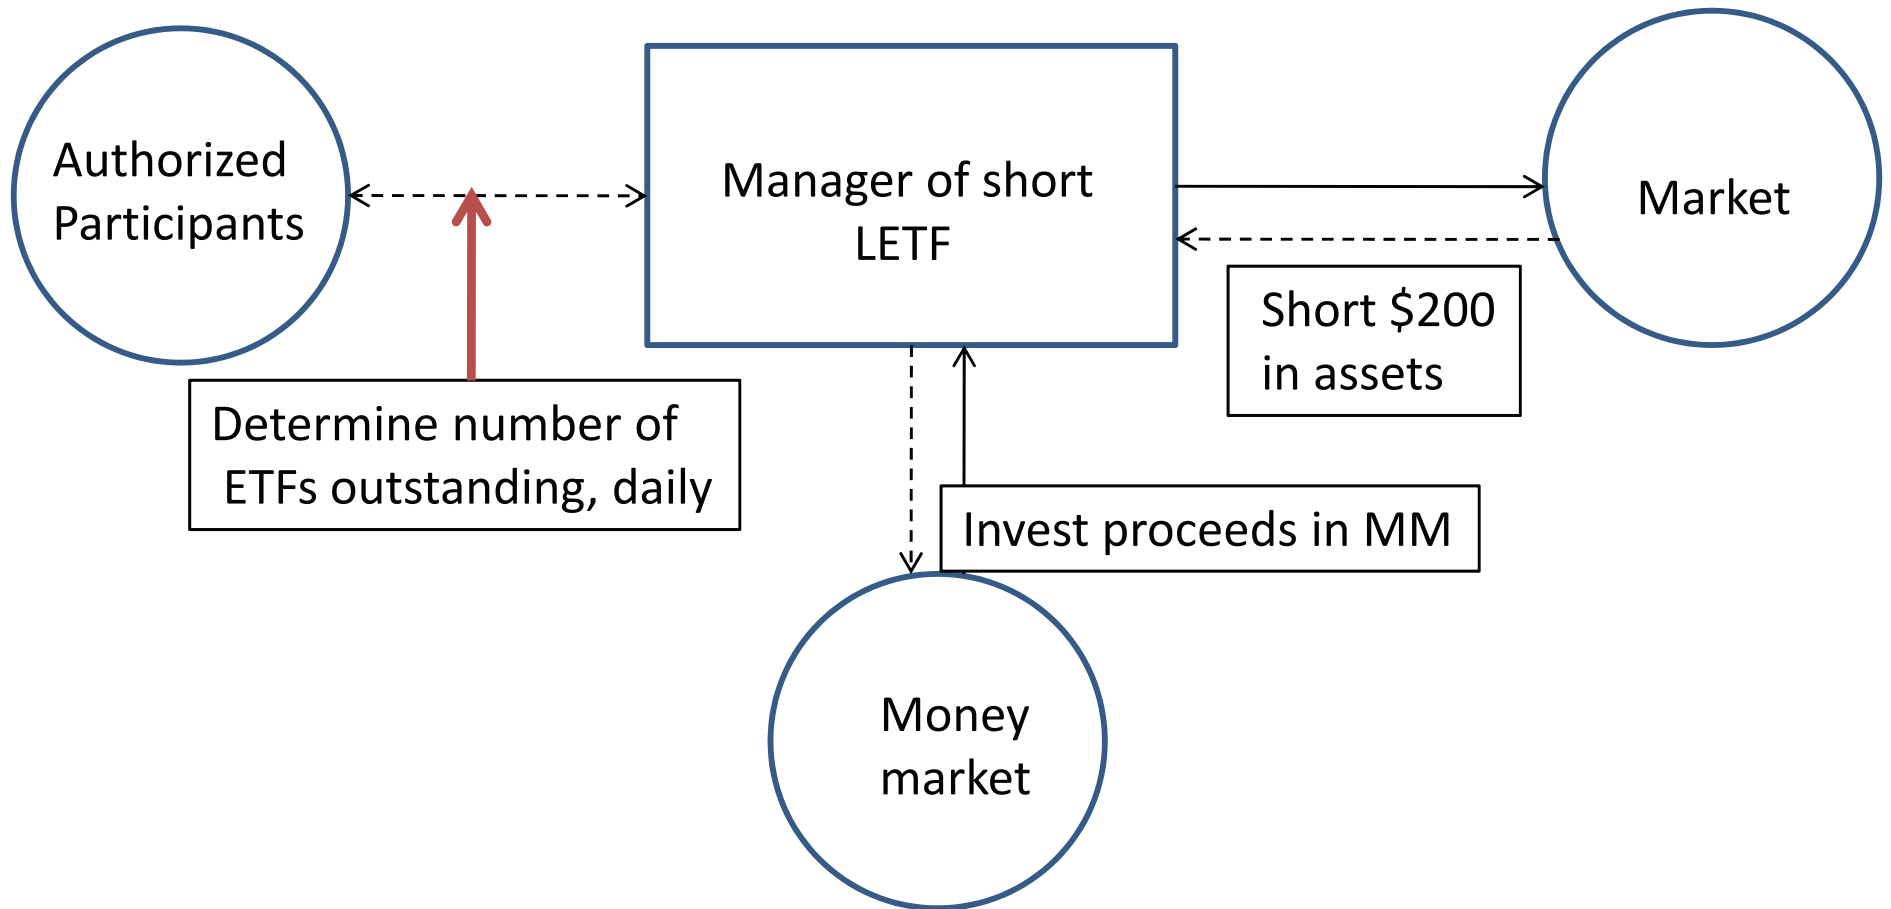 Authorized
Participants
Manager of short
LETF
Market
Short $200
in assets
Determine number of
ETFs outstanding, daily
Invest proceeds in MM
Money
market